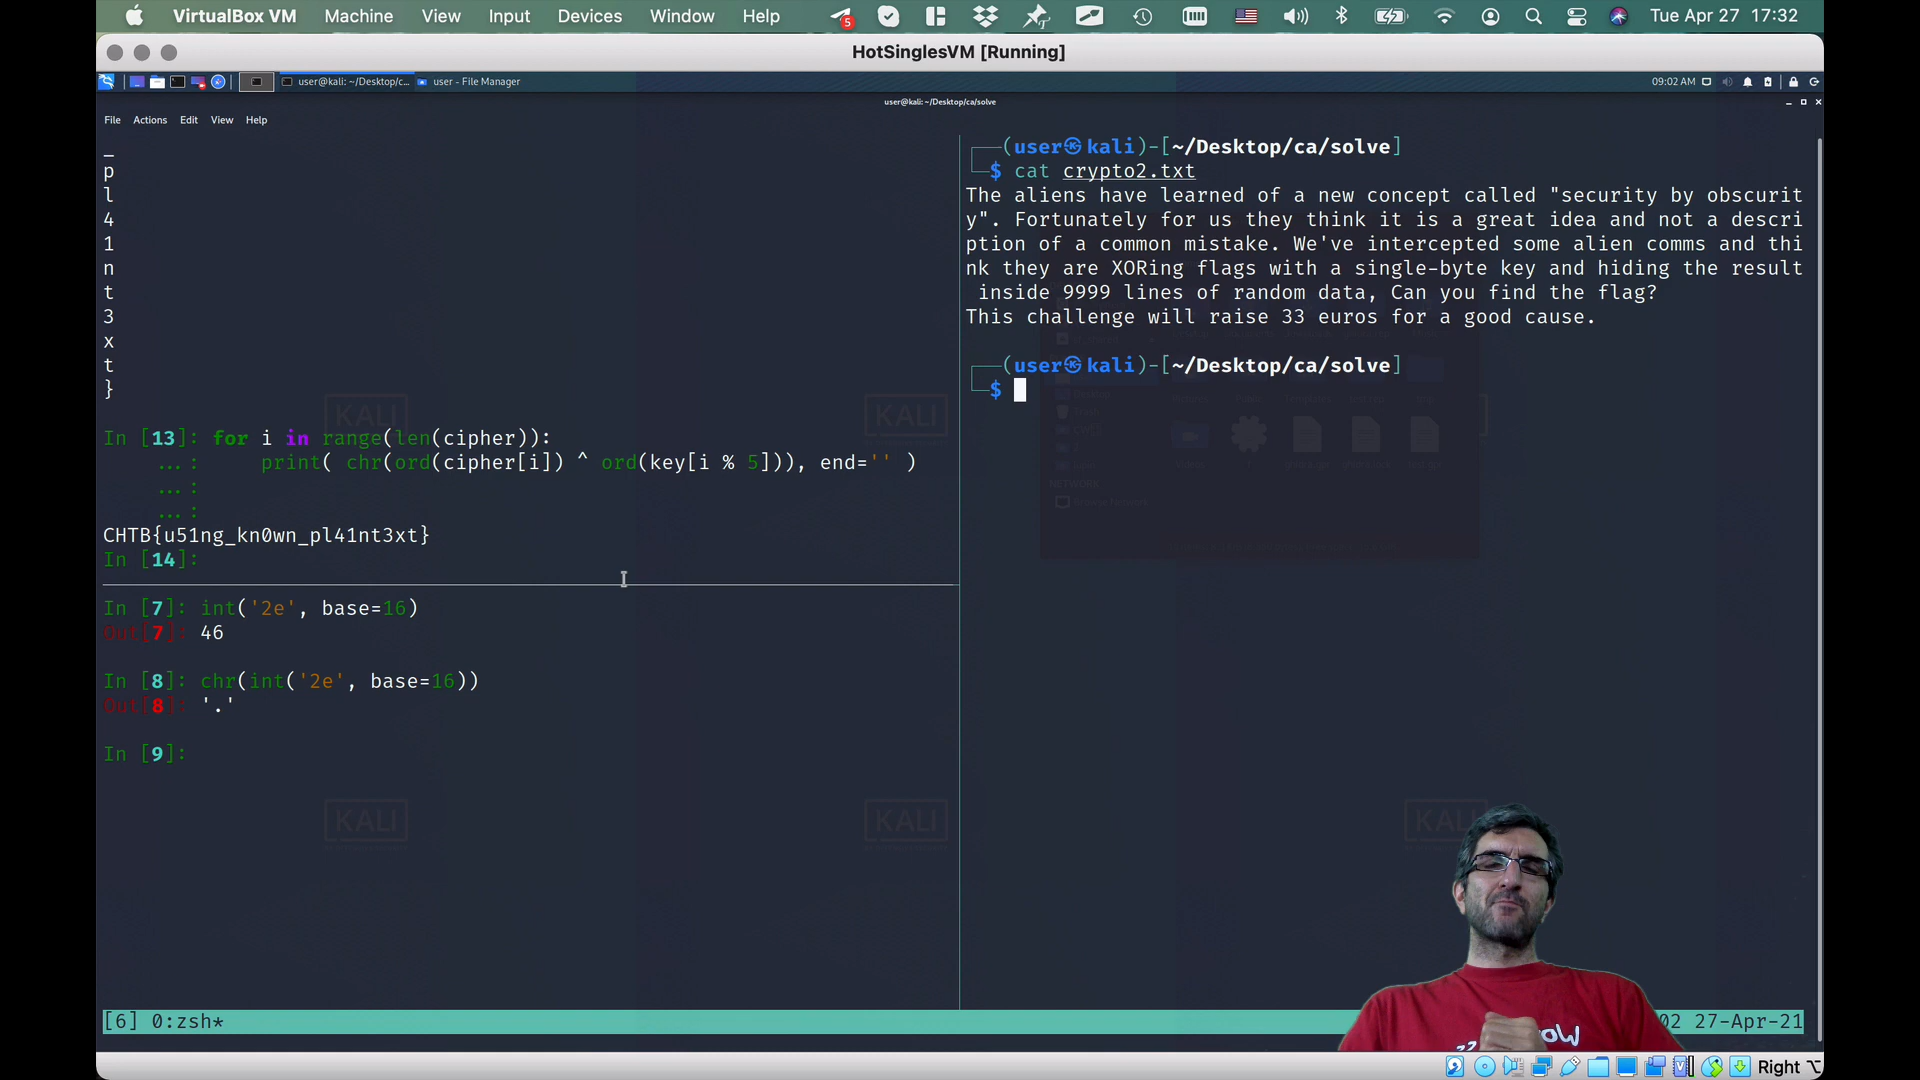 VirtualBox VM Machine View Input Devices Window Help 5 Tue Apr 27 17:32
HotSinglesVM [Running]
user@kali: ~/Desktop/c... user - File Manager 09:02 AM
user@kali: ~/Desktop/ca/solve
File Actions Edit View Help
_
p
l
4
1
n
t
3
x
t
}
In [13]: for i in range(len(cipher)):
...: print( chr(ord(cipher[i]) ^ ord(key[i % 5])), end='' )
...:
...:
CHTB{u51ng_kn0wn_pl41nt3xt}
In [14]:
In [7]: int('2e', base=16)
Out[7]: 46
In [8]: chr(int('2e', base=16))
Out[8]: '.'
In [9]:
(user㉿kali)-[~/Desktop/ca/solve]
$ cat crypto2.txt
The aliens have learned of a new concept called "security by obscurit
y". Fortunately for us they think it is a great idea and not a descri
ption of a common mistake. We've intercepted some alien comms and thi
nk they are XORing flags with a single-byte key and hiding the result
inside 9999 lines of random data, Can you find the flag?
This challenge will raise 33 euros for a good cause.
(user㉿kali)-[~/Desktop/ca/solve]
$
KALI
KALI
KALI
KALI
KALI
NETWORK
[6] 0:zsh* 02 27-Apr-21
Right ⌥